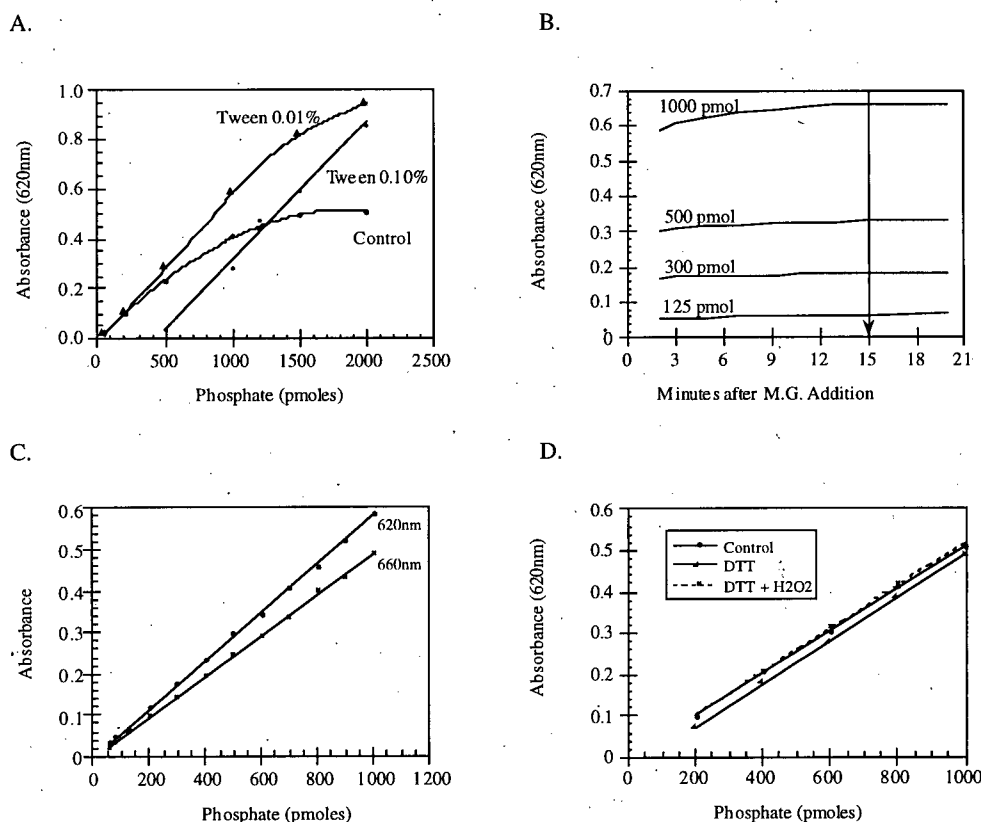 A.
Absorbance (620nm)
1.0
0.8
0.6
0.4
0.2
0.0
Tween 0.01%
Tween 0.10%
Control
0
500
1000
1500
2000
2500
Phosphate (pmoles)
B.
Absorbance (620nm)
0.7
0.6
0.5
0.4
0.3
0.2
0.1
0
1000 pmol
500 pmol
300 pmol
125 pmol
0
3
6
9
12
15
18
21
Minutes after M.G. Addition
C.
Absorbance
0.6
0.5
0.4
0.3
0.2
0.1
0
620nm
660nm
0
200
400
600
800
1000
1200
Phosphate (pmoles)
D.
Absorbance (620nm)
0.6
0.5
0.4
0.3
0.2
0.1
0
Control
DTT
DTT + H2O2
0
200
400
600
800
1000
Phosphate (pmoles)